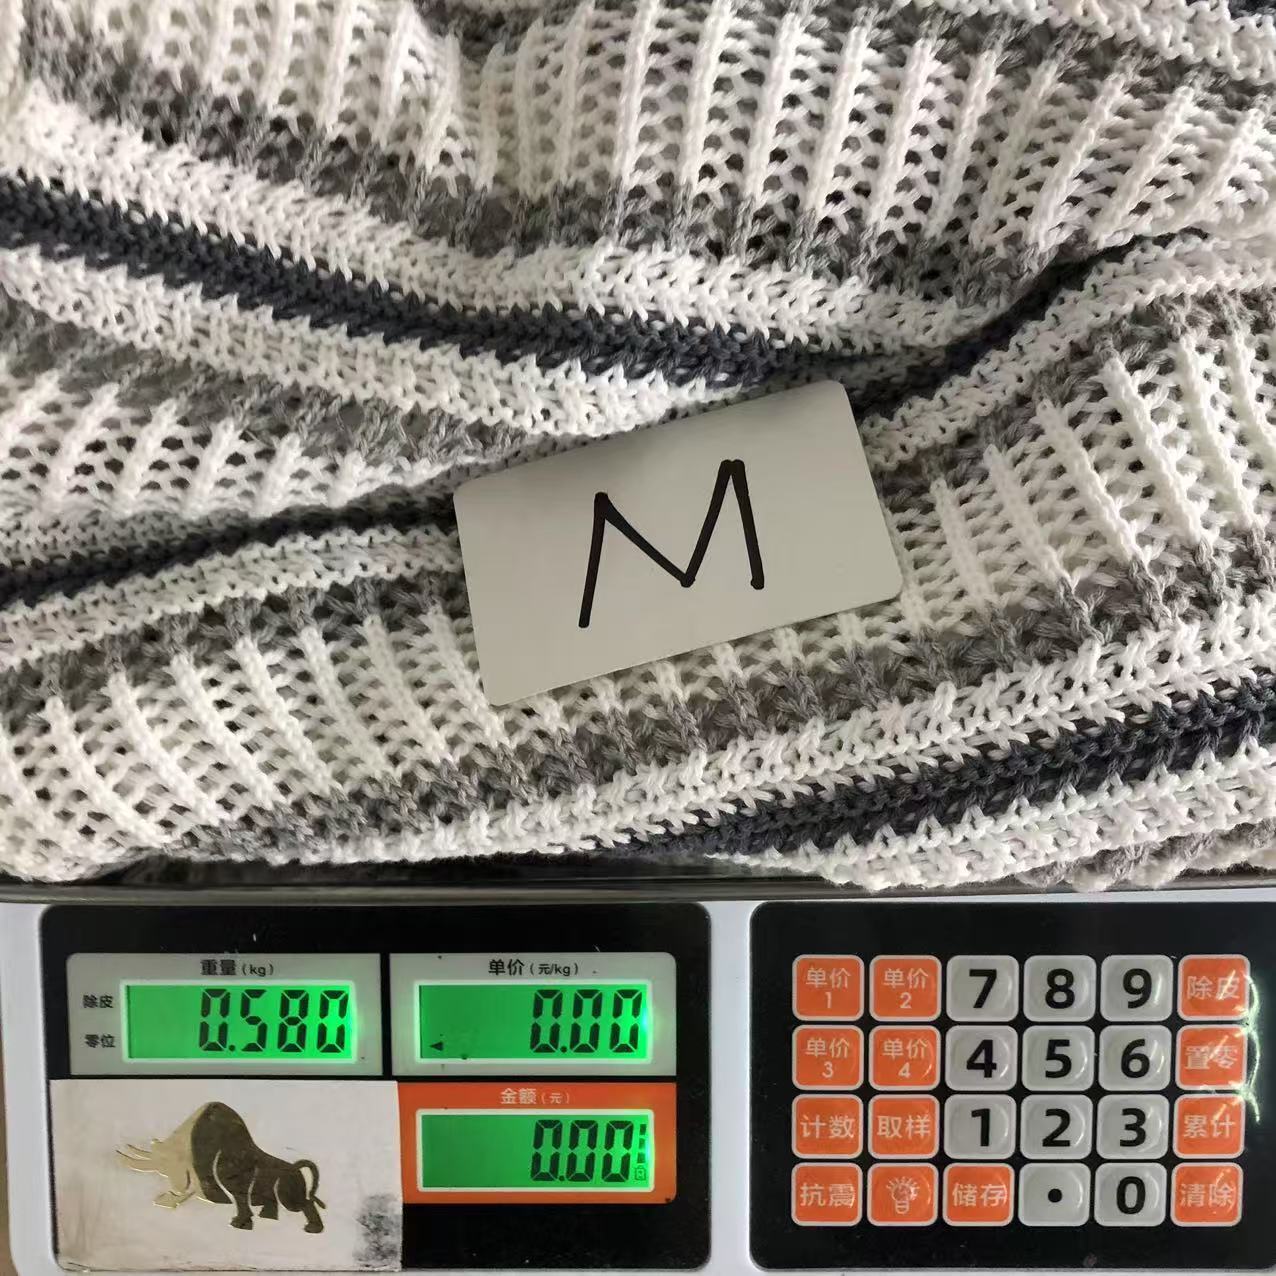 M
重量(kg)
单价(元/kg)
除皮
零位
0.580
0.00
金额(元)
0.00
单价1 单价2 7 8 9 除皮
单价3 单价4 4 5 6 置零
计数 取样 1 2 3 累计
抗震 储存 • 0 清除